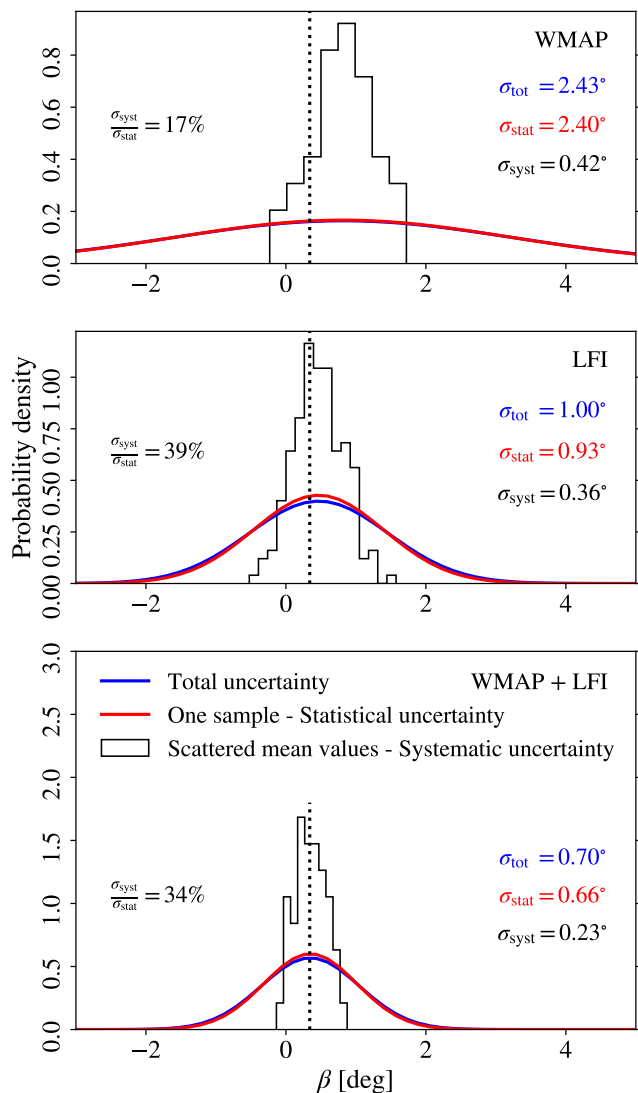 WMAP
σ_tot = 2.43°
σ_stat = 2.40°
σ_syst = 0.42°
σ_syst/σ_stat = 17%
0.0
0.2
0.4
0.6
0.8
−2
0
2
4
LFI
σ_tot = 1.00°
σ_stat = 0.93°
σ_syst = 0.36°
σ_syst/σ_stat = 39%
Probability density
0.00
0.25
0.50
0.75
1.00
−2
0
2
4
WMAP + LFI
Total uncertainty
One sample - Statistical uncertainty
Scattered mean values - Systematic uncertainty
σ_tot = 0.70°
σ_stat = 0.66°
σ_syst = 0.23°
σ_syst/σ_stat = 34%
0.0
0.5
1.0
1.5
2.0
2.5
3.0
−2
0
2
4
β [deg]